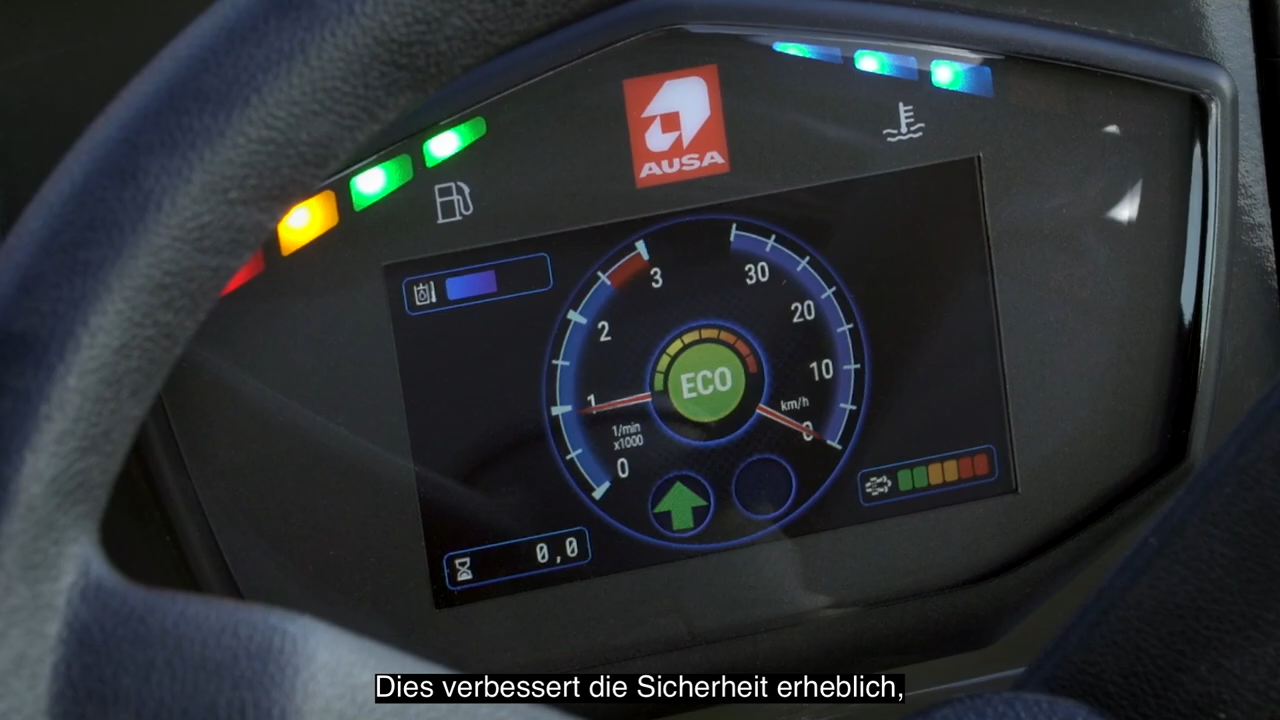 AUSA
3
30
2
20
ECO
10
1
km/h
1/min
x1000
0
0
0,0
Dies verbessert die Sicherheit erheblich,